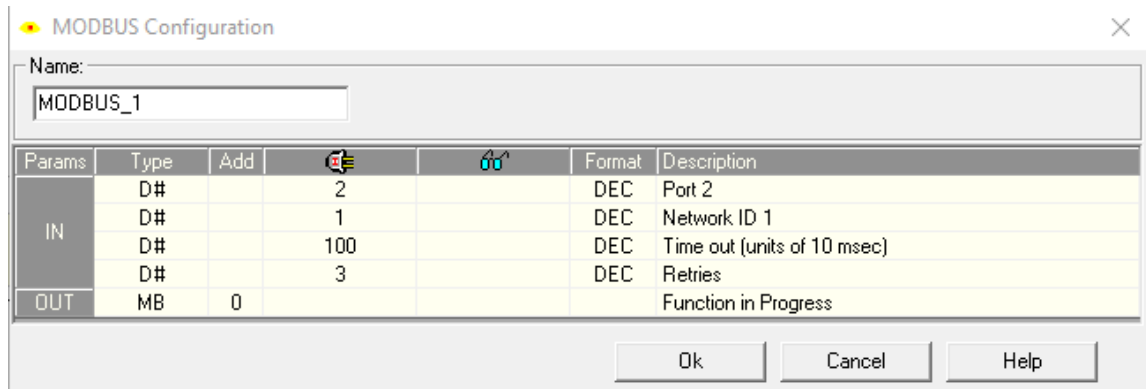 MODBUS Configuration
Name:
MODBUS_1
Params Type Add Format Description
IN
D# 2 DEC Port 2
D# 1 DEC Network ID 1
D# 100 DEC Time out (units of 10 msec)
D# 3 DEC Retries
OUT MB 0 Function in Progress
Ok Cancel Help